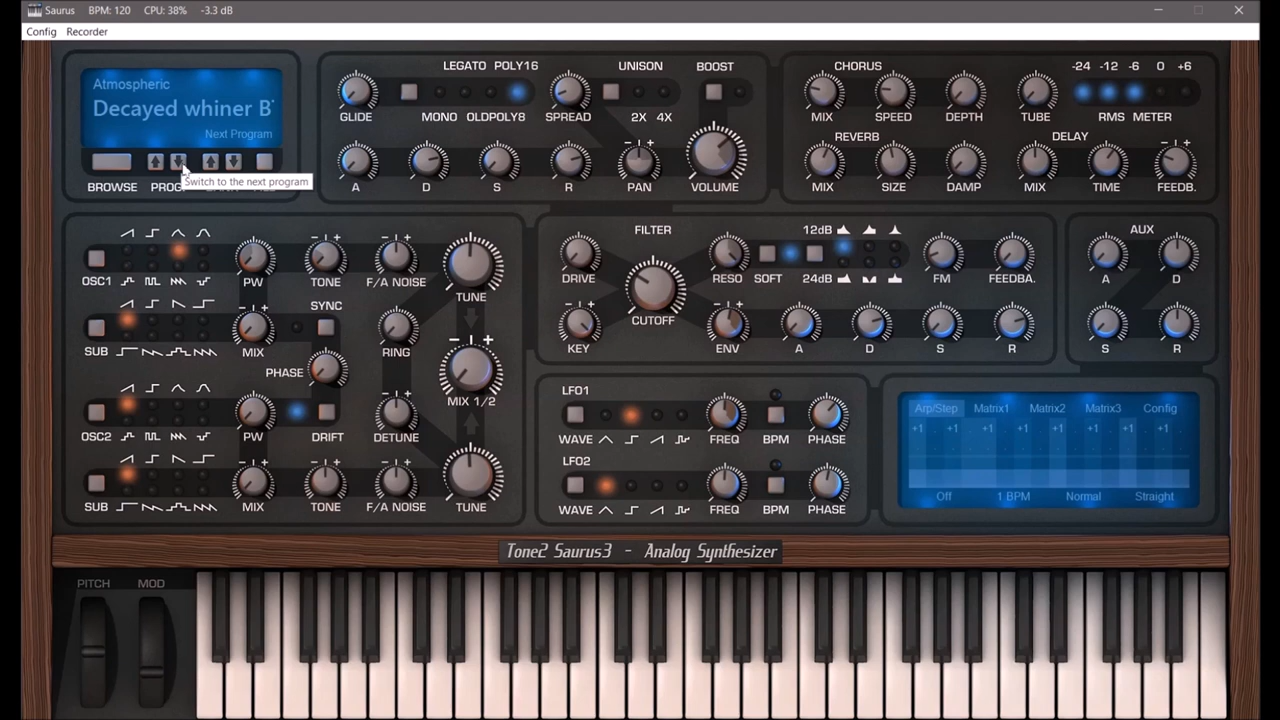 Saurus BPM: 120 CPU: 38% -3.3 dB
Config Recorder
Atmospheric
Decayed whiner B
Next Program
BROWSE PROG
Switch to the next program
LEGATO POLY16 UNISON BOOST
GLIDE MONO OLDPOLY8 SPREAD 2X 4X
A D S R PAN VOLUME
CHORUS -24 -12 -6 0 +6
MIX SPEED DEPTH TUBE RMS METER
REVERB DELAY
MIX SIZE DAMP MIX TIME FEEDB.
OSC1 PW TONE F/A NOISE TUNE
SYNC
SUB MIX RING
PHASE MIX 1/2
OSC2 PW DRIFT DETUNE
SUB MIX TONE F/A NOISE TUNE
FILTER 12dB
DRIVE RESO SOFT 24dB FM FEEDBA.
CUTOFF
KEY ENV A D S R
AUX
A D
S R
LFO1
WAVE FREQ BPM PHASE
LFO2
WAVE FREQ BPM PHASE
Arp/Step Matrix1 Matrix2 Matrix3 Config
+1 +1 +1 +1 +1 +1 +1 +1
Off 1 BPM Normal Straight
Tone2 Saurus3 - Analog Synthesizer
PITCH MOD